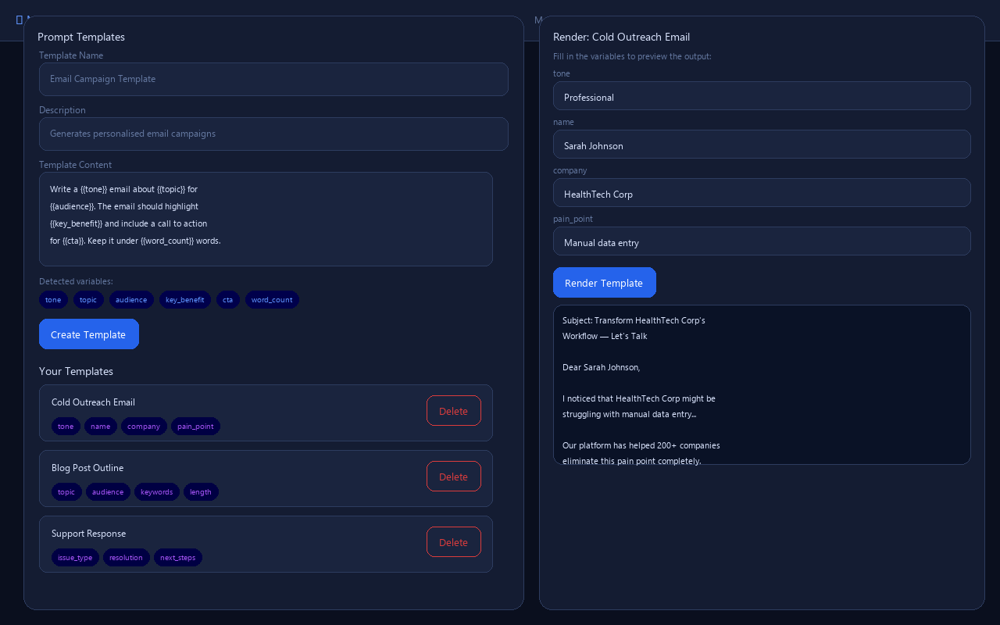 Prompt Templates
Template Name
Email Campaign Template
Description
Generates personalised email campaigns
Template Content
Write a {{tone}} email about {{topic}} for
{{audience}}. The email should highlight
{{key_benefit}} and include a call to action
for {{cta}}. Keep it under {{word_count}} words.
Detected variables:
tone topic audience key_benefit cta word_count
Create Template
Your Templates
Cold Outreach Email
Delete
tone name company pain_point
Blog Post Outline
Delete
topic audience keywords length
Support Response
Delete
issue_type resolution next_steps
Render: Cold Outreach Email
Fill in the variables to preview the output:
tone
Professional
name
Sarah Johnson
company
HealthTech Corp
pain_point
Manual data entry
Render Template
Subject: Transform HealthTech Corp's
Workflow — Let's Talk
Dear Sarah Johnson,
I noticed that HealthTech Corp might be
struggling with manual data entry...
Our platform has helped 200+ companies
eliminate this pain point completely.